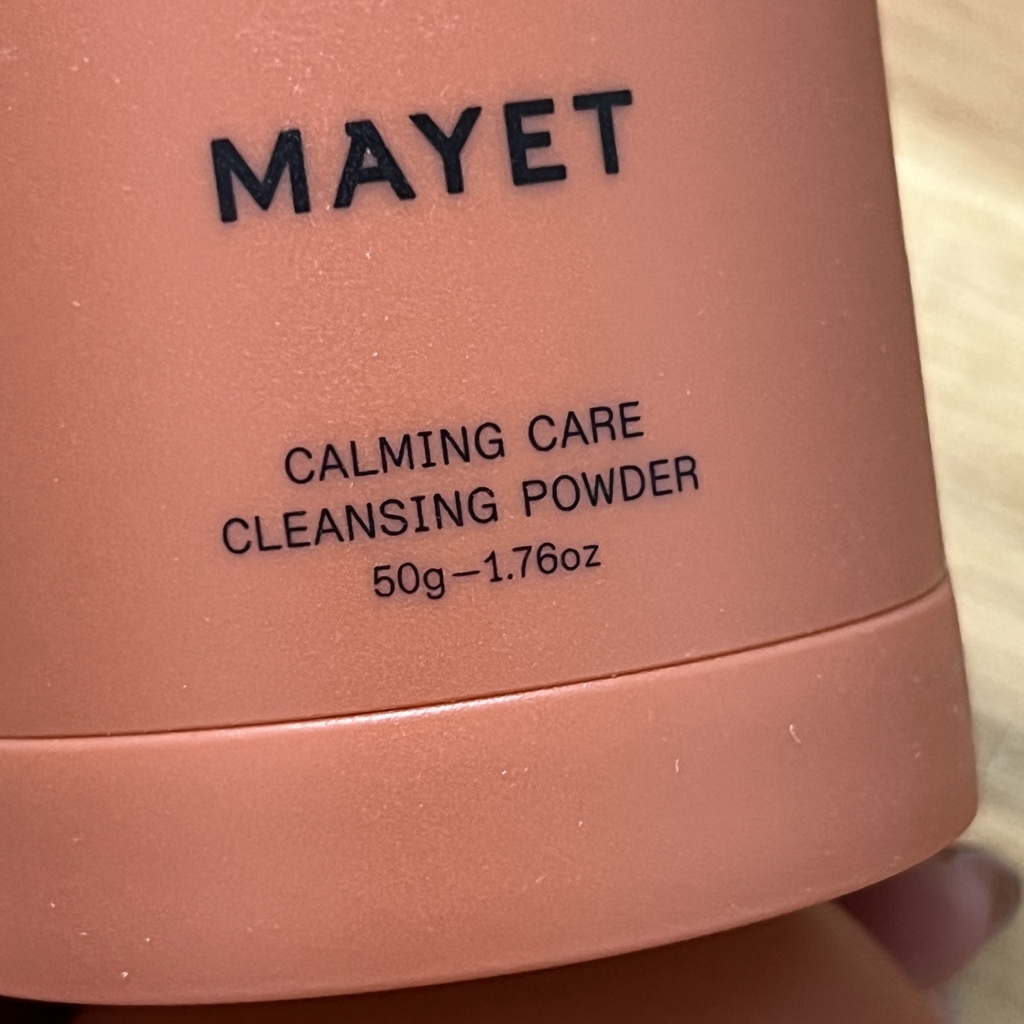 MAYET
CALMING CARE
CLEANSING POWDER
50g–1.76oz